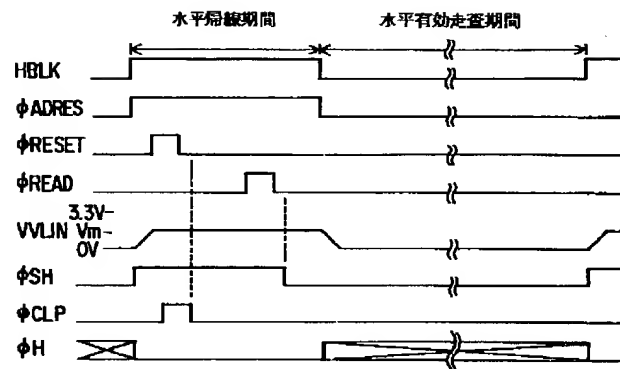 水平帰線期間 水平有効走査期間
HBLK
φADRES
φRESET
φREAD
3.3V-
VVLIN Vm-
0V
φSH
φCLP
φH